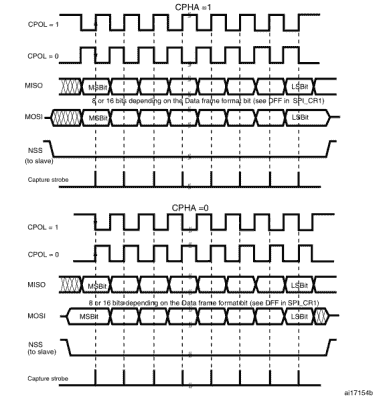 CPHA =1
CPOL = 1
CPOL = 0
MISO
MSBit
LSBit
8 or 16 bits depending on the Data frame format bit (see DFF in SPI_CR1)
MOSI
MSBit
LSBit
NSS
(to slave)
Capture strobe
CPHA =0
CPOL = 1
CPOL = 0
MISO
MSBit
LSBit
8 or 16 bits depending on the Data frame format bit (see DFF in SPI_CR1)
MOSI
MSBit
LSBit
NSS
(to slave)
Capture strobe
ai17154b